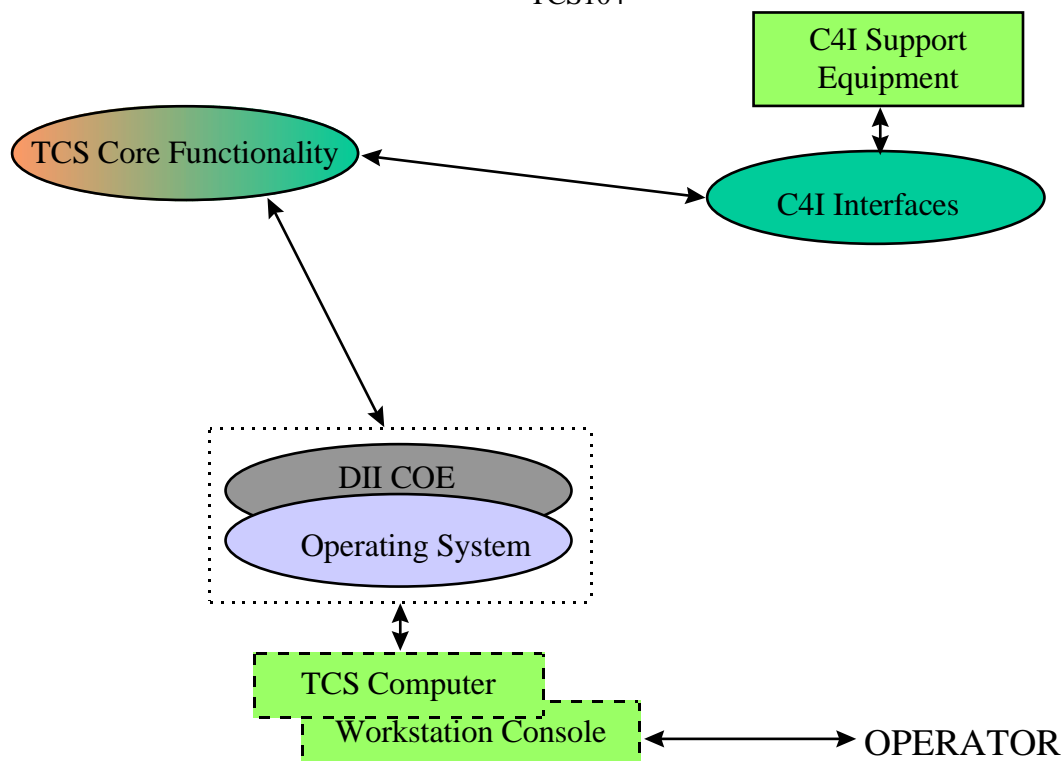 C4I Support
Equipment
TCS Core Functionality
C4I Interfaces
DII COE
Operating System
TCS Computer
Workstation Console
OPERATOR